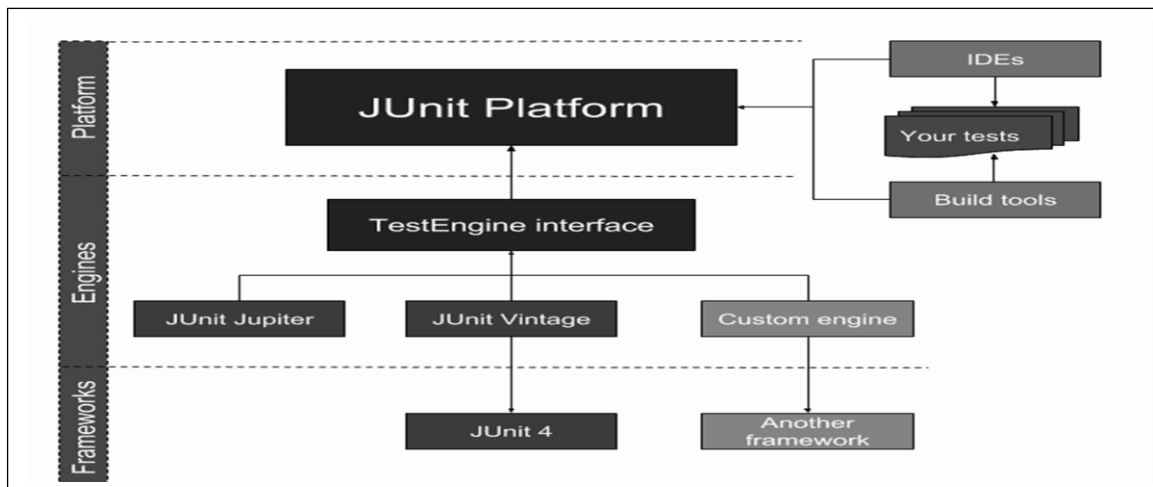 Platform
JUnit Platform
IDEs
Your tests
Build tools
Engines
TestEngine interface
JUnit Jupiter
JUnit Vintage
Custom engine
Frameworks
JUnit 4
Another
framework